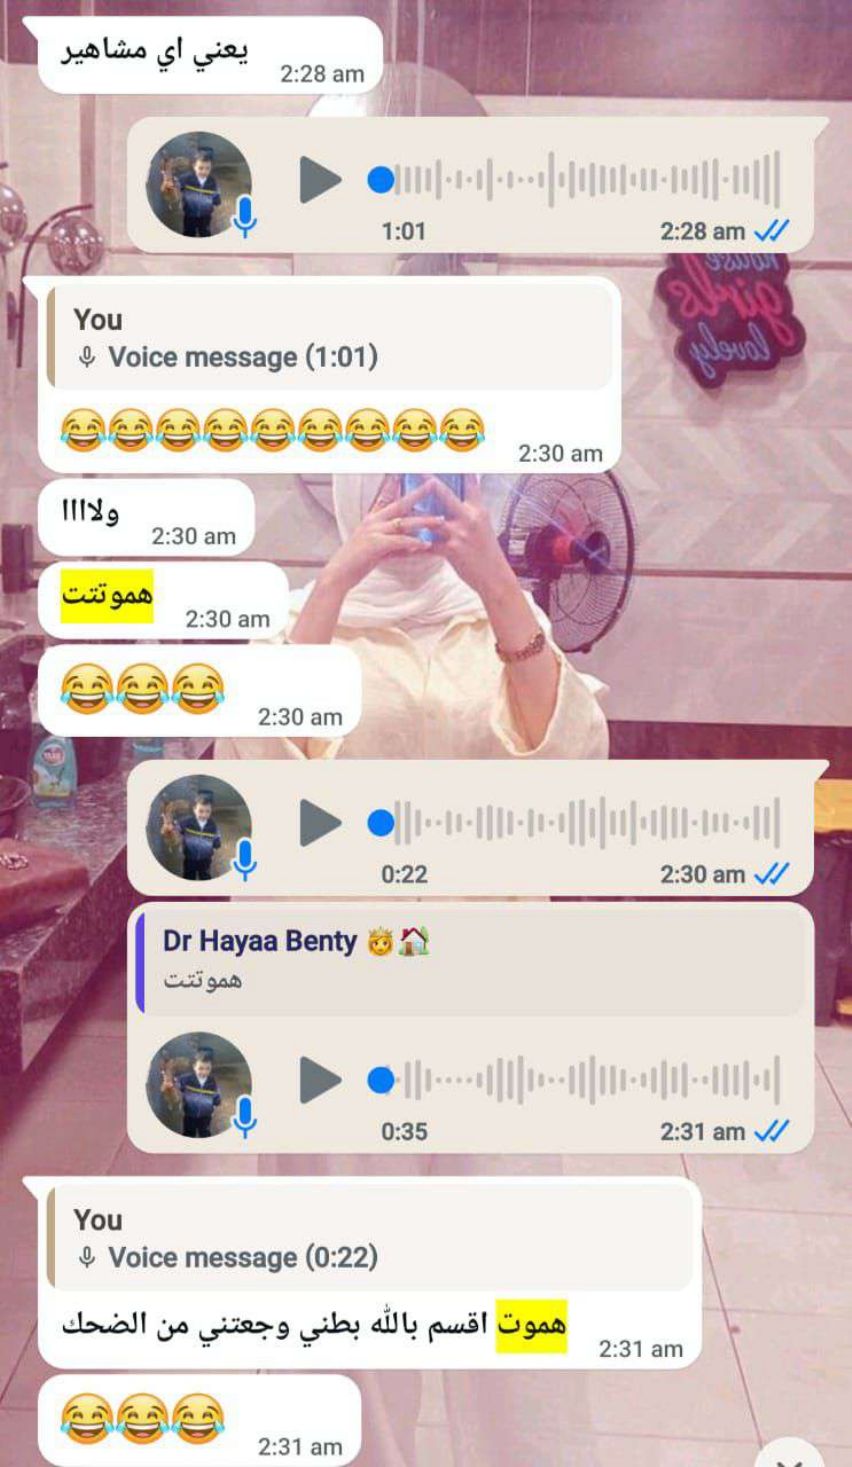 يعني اي مشاهير
2:28 am
1:01
2:28 am
house
girls
lovely
You
Voice message (1:01)
😂😂😂😂😂😂😂😂😂
2:30 am
ولاااا
2:30 am
هموتتت
2:30 am
😂😂😂
2:30 am
0:22
2:30 am
Dr Hayaa Benty 👸🏠
هموتتت
0:35
2:31 am
You
Voice message (0:22)
هموت اقسم بالله بطني وجعتني من الضحك
2:31 am
😂😂😂
2:31 am